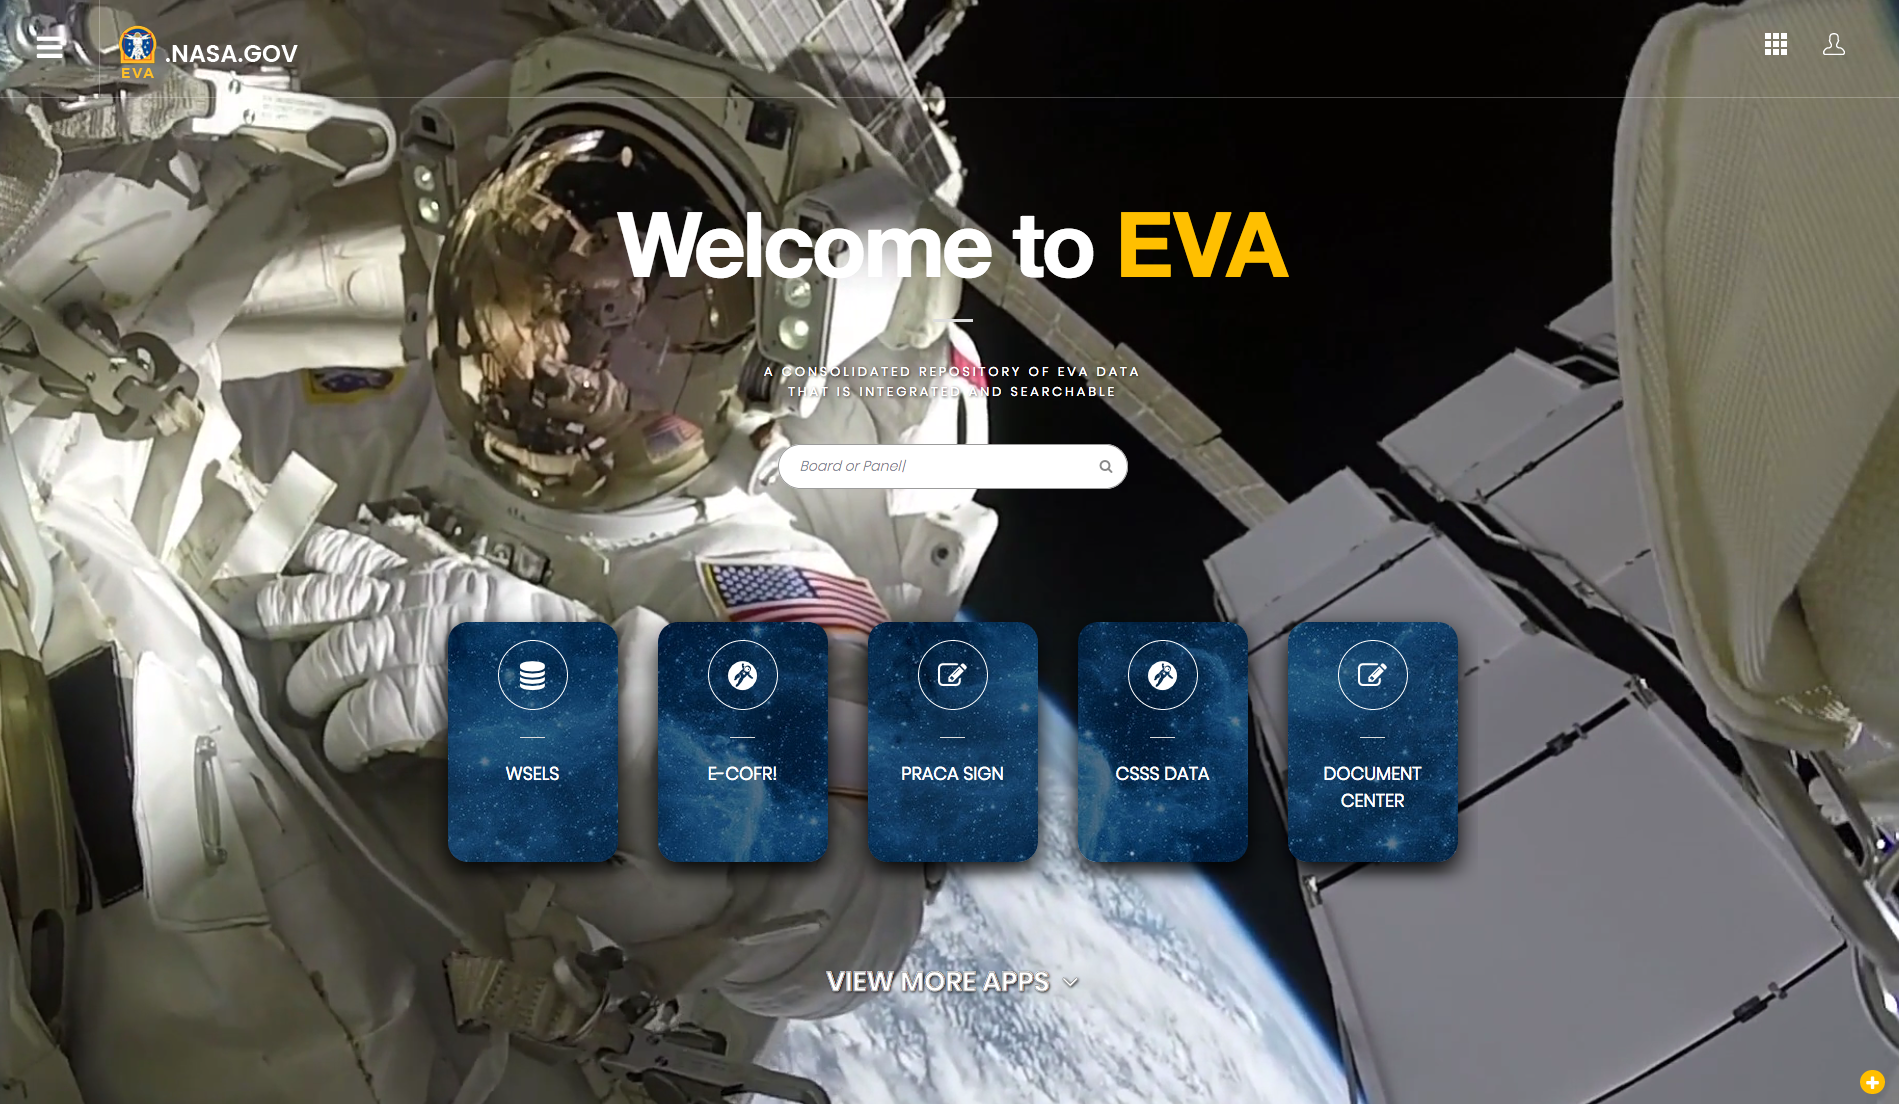 EVA
.NASA.GOV
Welcome to EVA
A CONSOLIDATED REPOSITORY OF EVA DATA
THAT IS INTEGRATED AND SEARCHABLE
Board or Panel|
WSELS
E-COFR!
PRACA SIGN
CSSS DATA
DOCUMENT
CENTER
VIEW MORE APPS